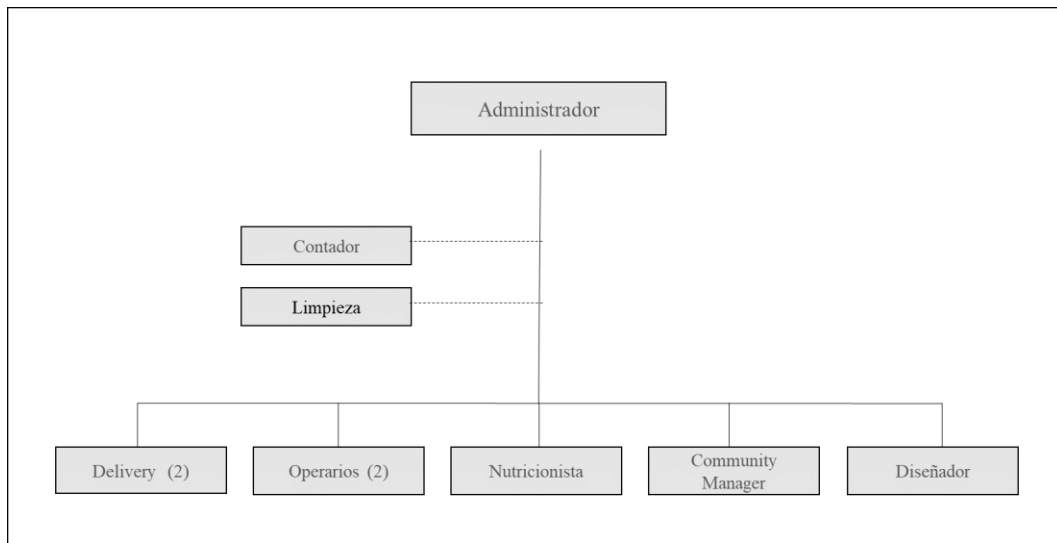 Administrador
Contador
Limpieza
Delivery (2)
Operarios (2)
Nutricionista
Community
Manager
Diseñador